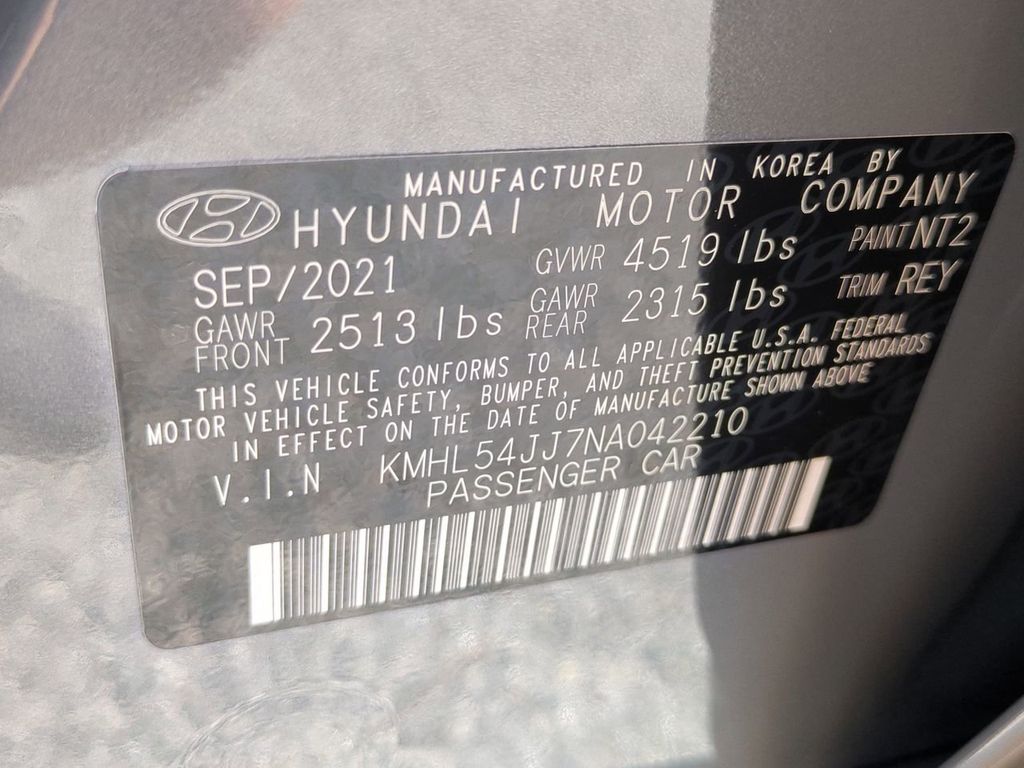 MANUFACTURED IN KOREA BY
HYUNDAI MOTOR COMPANY
SEP/2021 GVWR 4519 lbs PAINT NT2
GAWR FRONT 2513 lbs GAWR REAR 2315 lbs TRIM REY
THIS VEHICLE CONFORMS TO ALL APPLICABLE U.S.A. FEDERAL
MOTOR VEHICLE SAFETY, BUMPER, AND THEFT PREVENTION STANDARDS
IN EFFECT ON THE DATE OF MANUFACTURE SHOWN ABOVE
V.I.N KMHL54JJ7NA042210
PASSENGER CAR